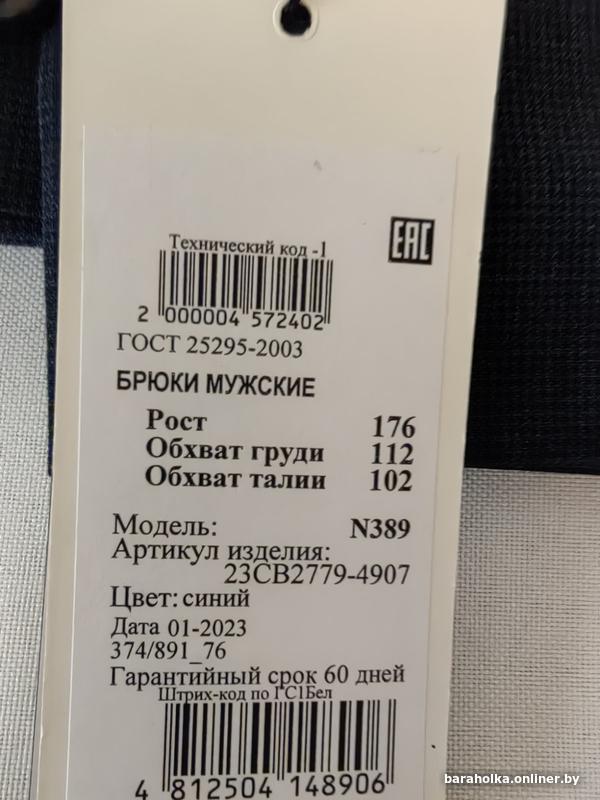 EAC
Технический код -1
2 000004 572402
ГОСТ 25295-2003
БРЮКИ МУЖСКИЕ
Рост 176
Обхват груди 112
Обхват талии 102
Модель: N389
Артикул изделия:
23СВ2779-4907
Цвет: синий
Дата 01-2023
374/891_76
Гарантийный срок 60 дней
Штрих-код по ГС1Бел
4 812504 148906
baraholka.onliner.by